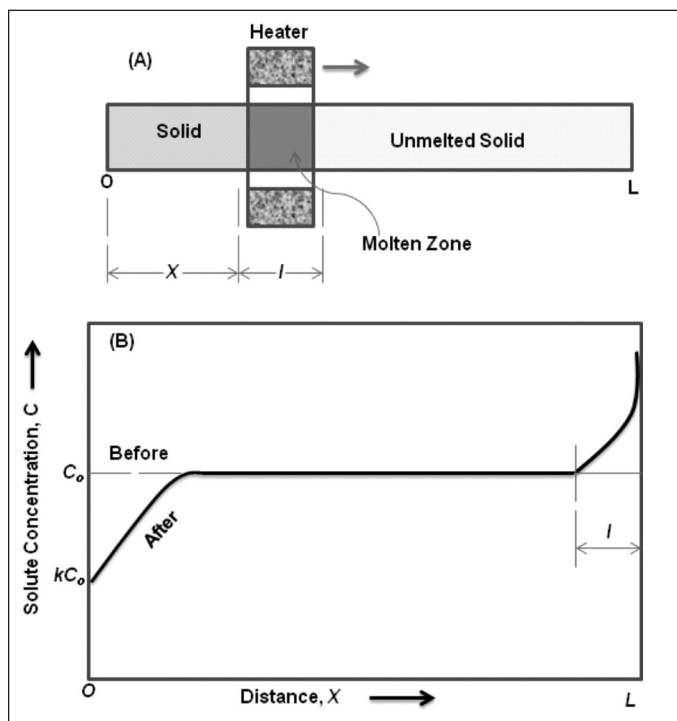 Heater
(A)
Solid
Unmelted Solid
O
L
Molten Zone
X
l
(B)
Solute Concentration, C
Before
Cₒ
After
l
kCₒ
O
Distance, X
L